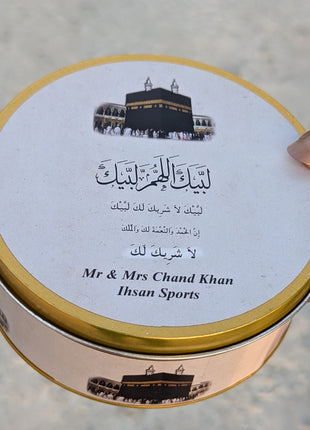 لبيك اللهم لبيك
لبيك لا شريك لك لبيك
إن الحمد والنعمة لك والملك
لا شريك لك
Mr & Mrs Chand Khan
Ihsan Sports